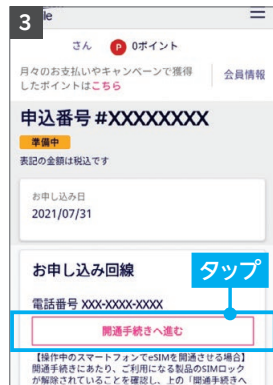 3
le
さん P 0ポイント
月々のお支払いやキャンペーンで獲得
したポイントはこちら
会員情報
申込番号 #XXXXXXXX
準備中
表記の金額は税込です
お申し込み日
2021/07/31
お申し込み回線
タップ
電話番号 XXX-XXXX-XXXX
開通手続きへ進む
【操作中のスマートフォンでeSIMを開通させる場合】
開通手続きにあたり、ご利用になる製品のSIMロック
が解除されていることを確認し、上の「開通手続きへ